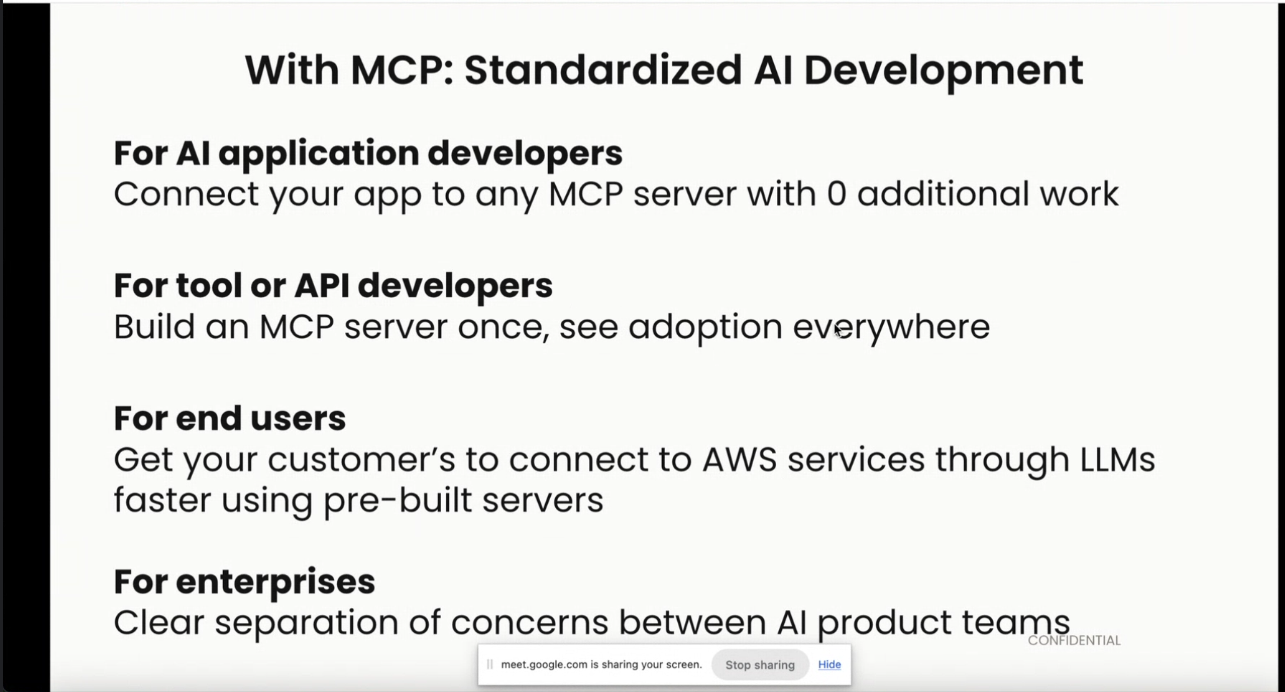 With MCP: Standardized AI Development
For AI application developers
Connect your app to any MCP server with 0 additional work
For tool or API developers
Build an MCP server once, see adoption everywhere
For end users
Get your customer’s to connect to AWS services through LLMs
faster using pre-built servers
For enterprises
Clear separation of concerns between AI product teams
CONFIDENTIAL
meet.google.com is sharing your screen. Stop sharing Hide